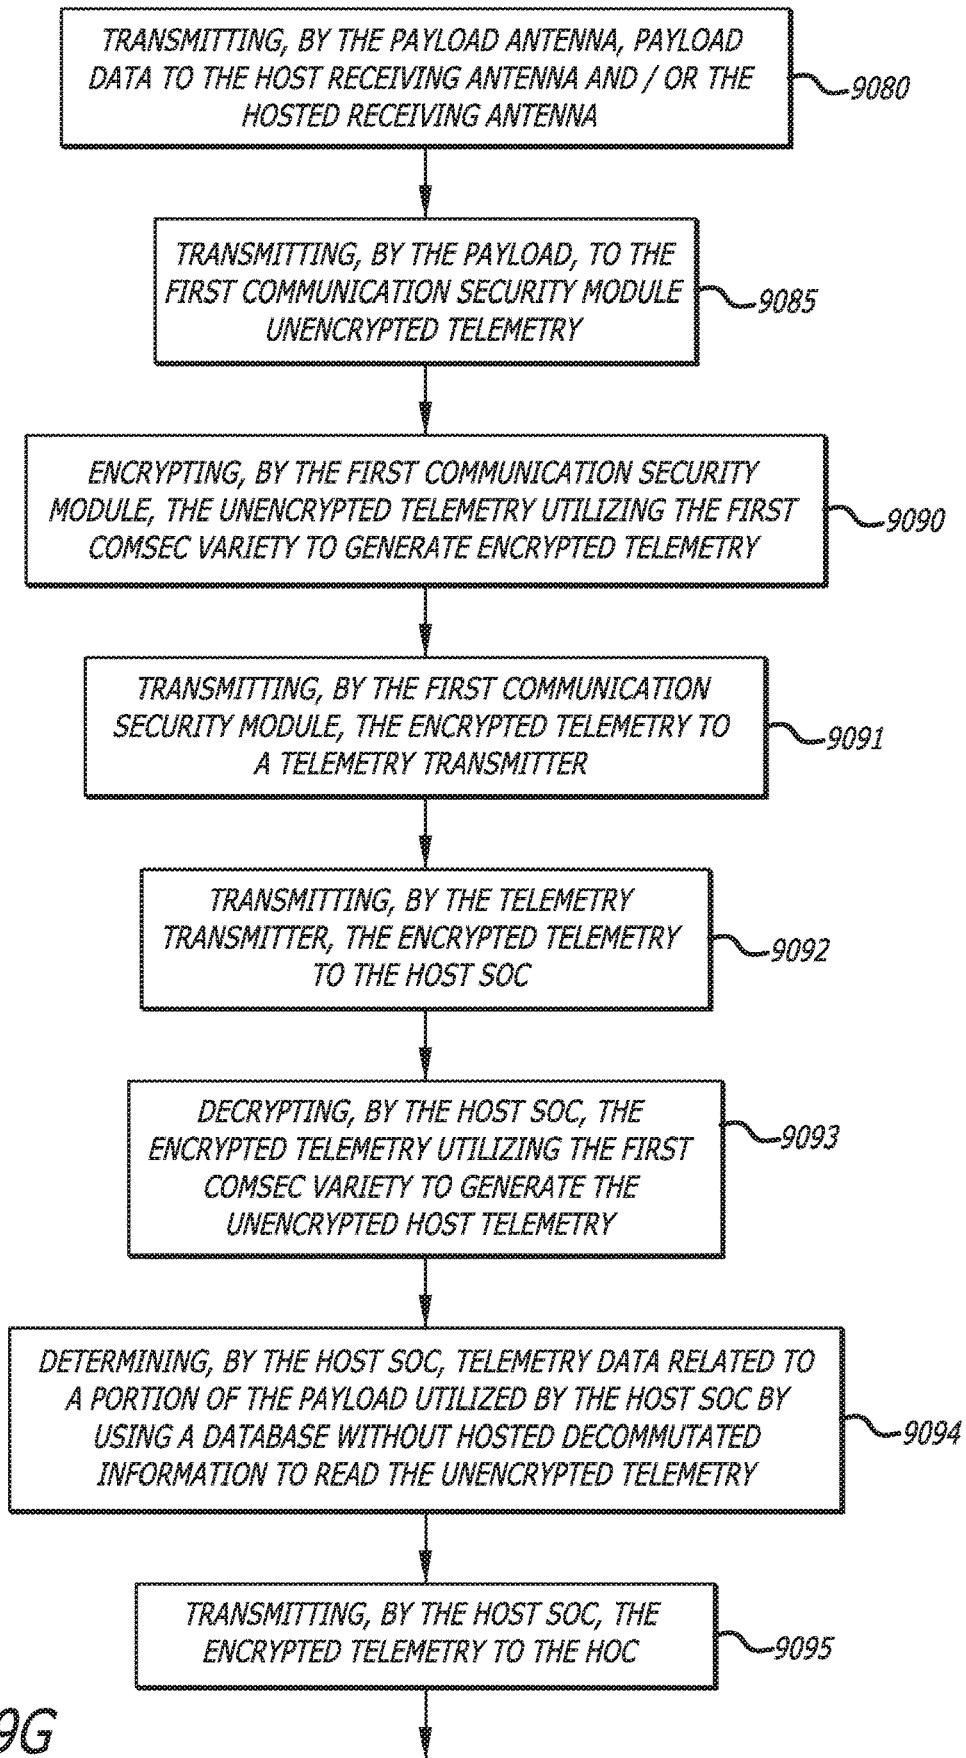 TRANSMITTING, BY THE PAYLOAD ANTENNA, PAYLOAD
DATA TO THE HOST RECEIVING ANTENNA AND / OR THE
HOSTED RECEIVING ANTENNA
9080
TRANSMITTING, BY THE PAYLOAD, TO THE
FIRST COMMUNICATION SECURITY MODULE
UNENCRYPTED TELEMETRY
9085
ENCRYPTING, BY THE FIRST COMMUNICATION SECURITY
MODULE, THE UNENCRYPTED TELEMETRY UTILIZING THE FIRST
COMSEC VARIETY TO GENERATE ENCRYPTED TELEMETRY
9090
TRANSMITTING, BY THE FIRST COMMUNICATION
SECURITY MODULE, THE ENCRYPTED TELEMETRY TO
A TELEMETRY TRANSMITTER
9091
TRANSMITTING, BY THE TELEMETRY
TRANSMITTER, THE ENCRYPTED TELEMETRY
TO THE HOST SOC
9092
DECRYPTING, BY THE HOST SOC, THE
ENCRYPTED TELEMETRY UTILIZING THE FIRST
COMSEC VARIETY TO GENERATE THE
UNENCRYPTED HOST TELEMETRY
9093
DETERMINING, BY THE HOST SOC, TELEMETRY DATA RELATED TO
A PORTION OF THE PAYLOAD UTILIZED BY THE HOST SOC BY
USING A DATABASE WITHOUT HOSTED DECOMMUTATED
INFORMATION TO READ THE UNENCRYPTED TELEMETRY
9094
TRANSMITTING, BY THE HOST SOC, THE
ENCRYPTED TELEMETRY TO THE HOC
9095
9G